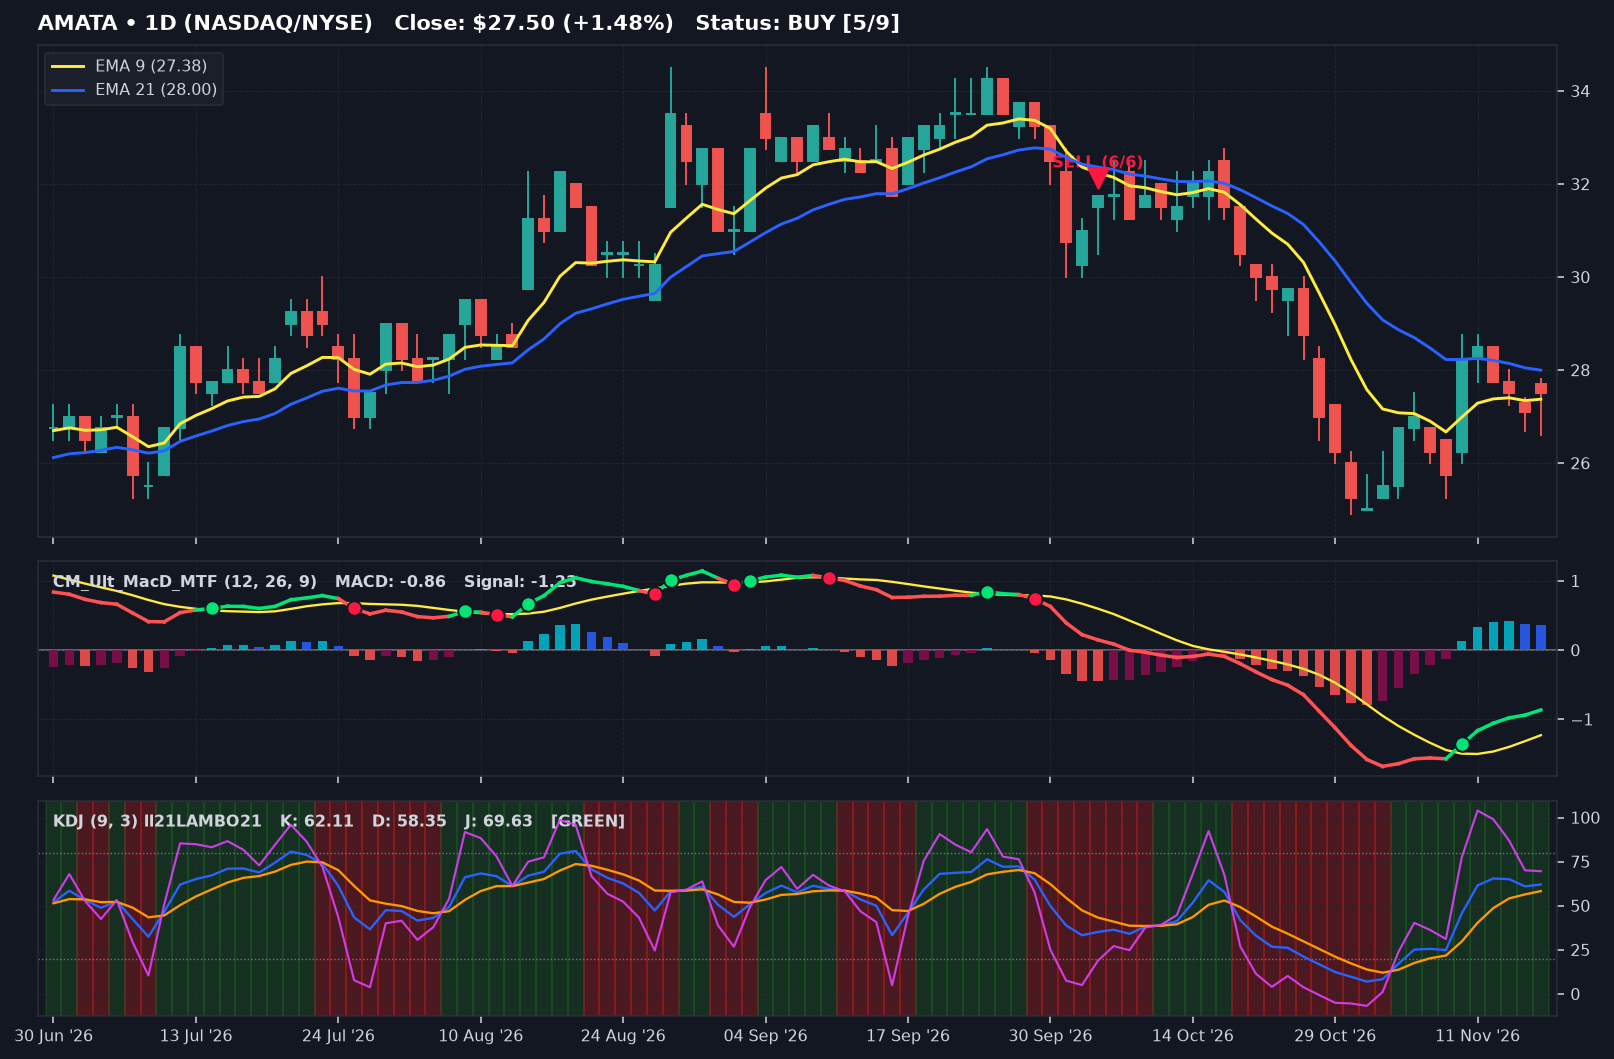 AMATA • 1D (NASDAQ/NYSE)   Close: $27.50 (+1.48%)   Status: BUY [5/9]
EMA 9 (27.38)
EMA 21 (28.00)
SELL (6/6)
34
32
30
28
26
CM_Ult_MacD_MTF (12, 26, 9)   MACD: -0.86   Signal: -1.23
1
0
−1
KDJ (9, 3) II21LAMBO21   K: 62.11   D: 58.35   J: 69.63   [GREEN]
100
75
50
25
0
30 Jun '26   13 Jul '26   24 Jul '26   10 Aug '26   24 Aug '26   04 Sep '26   17 Sep '26   30 Sep '26   14 Oct '26   29 Oct '26   11 Nov '26